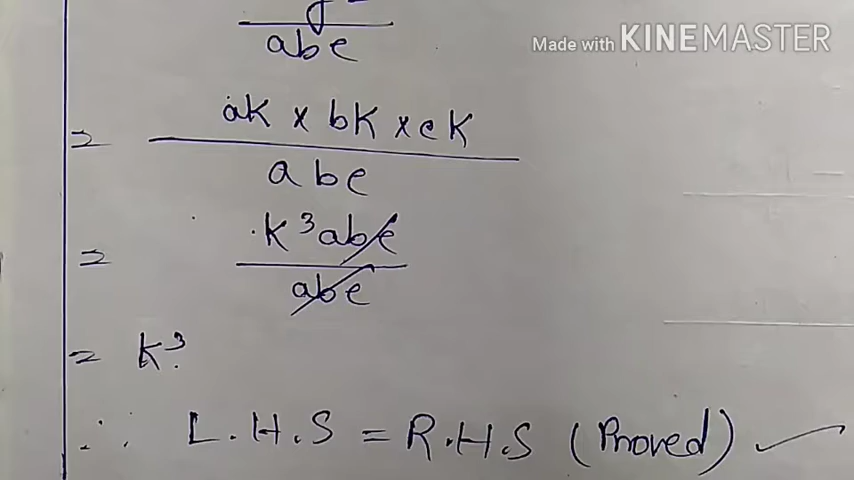 Made with KINEMASTER
abc
= ak × bk × ck
abc
= k³abc
abc
= k³.
∴ L.H.S = R.H.S (Proved) ✓